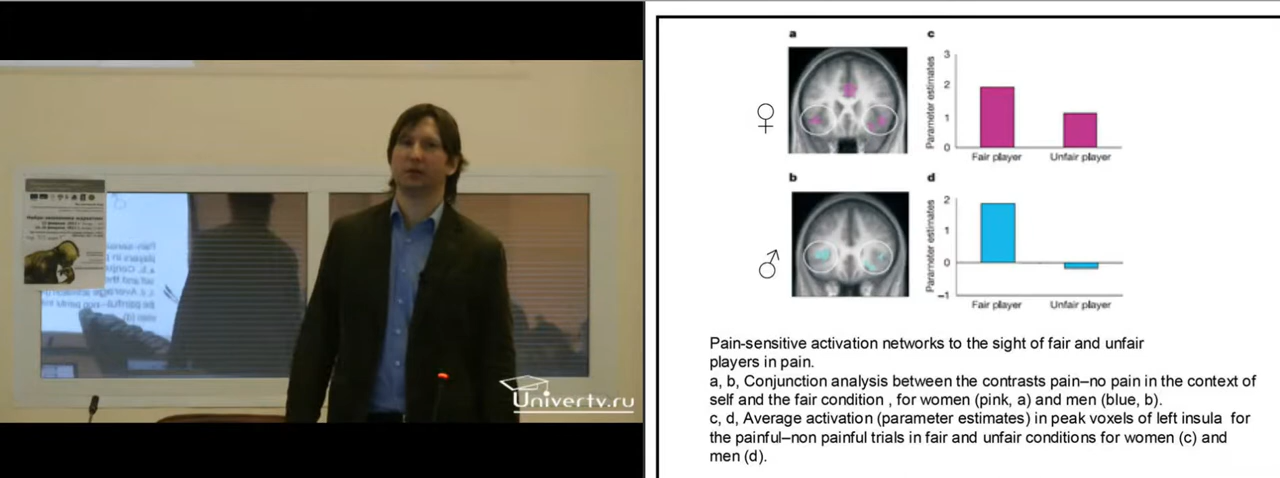 Univertv.ru
a
c
Parameter estimates
3
2
1
0
Fair player Unfair player
♀
b
d
Parameter estimates
2
1
0
−1
Fair player Unfair player
♂
Pain-sensitive activation networks to the sight of fair and unfair
players in pain.
a, b, Conjunction analysis between the contrasts pain–no pain in the context of
self and the fair condition , for women (pink, a) and men (blue, b).
c, d, Average activation (parameter estimates) in peak voxels of left insula for
the painful–non painful trials in fair and unfair conditions for women (c) and
men (d).